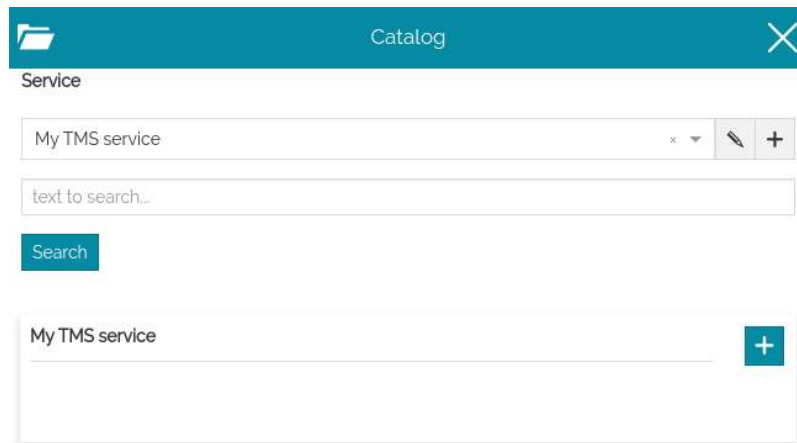 Catalog
Service
My TMS service
text to search...
Search
My TMS service